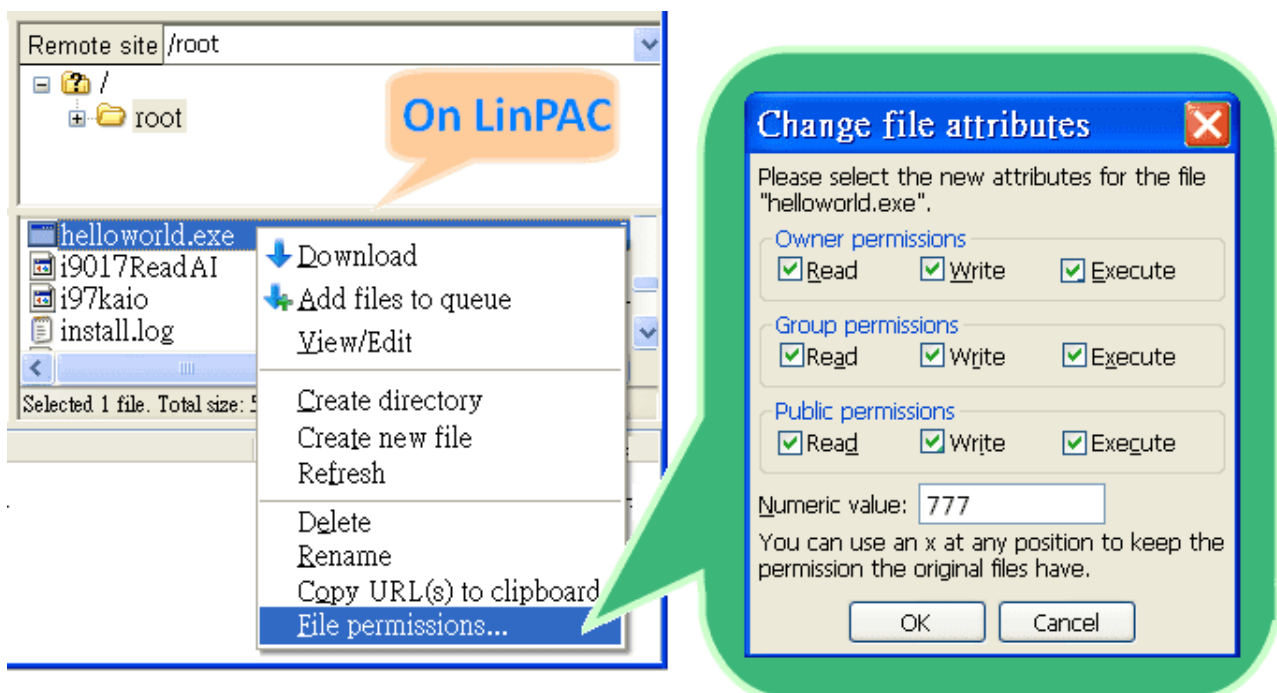 Remote site /root
/
root
On LinPAC
helloworld.exe
i9017ReadAI
i97kaio
install.log
Selected 1 file. Total size:
Download
Add files to queue
View/Edit
Create directory
Create new file
Refresh
Delete
Rename
Copy URL(s) to clipboard
File permissions...
Change file attributes
Please select the new attributes for the file
"helloworld.exe".
Owner permissions
Read Write Execute
Group permissions
Read Write Execute
Public permissions
Read Write Execute
Numeric value: 777
You can use an x at any position to keep the
permission the original files have.
OK Cancel